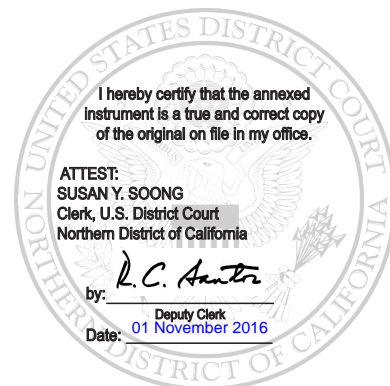 UNITED STATES DISTRICT COURT
I hereby certify that the annexed
instrument is a true and correct copy
of the original on file in my office.
ATTEST:
SUSAN Y. SOONG
Clerk, U.S. District Court
Northern District of California
by: R. C. Santos
Deputy Clerk
Date: 01 November 2016
NORTHERN DISTRICT OF CALIFORNIA